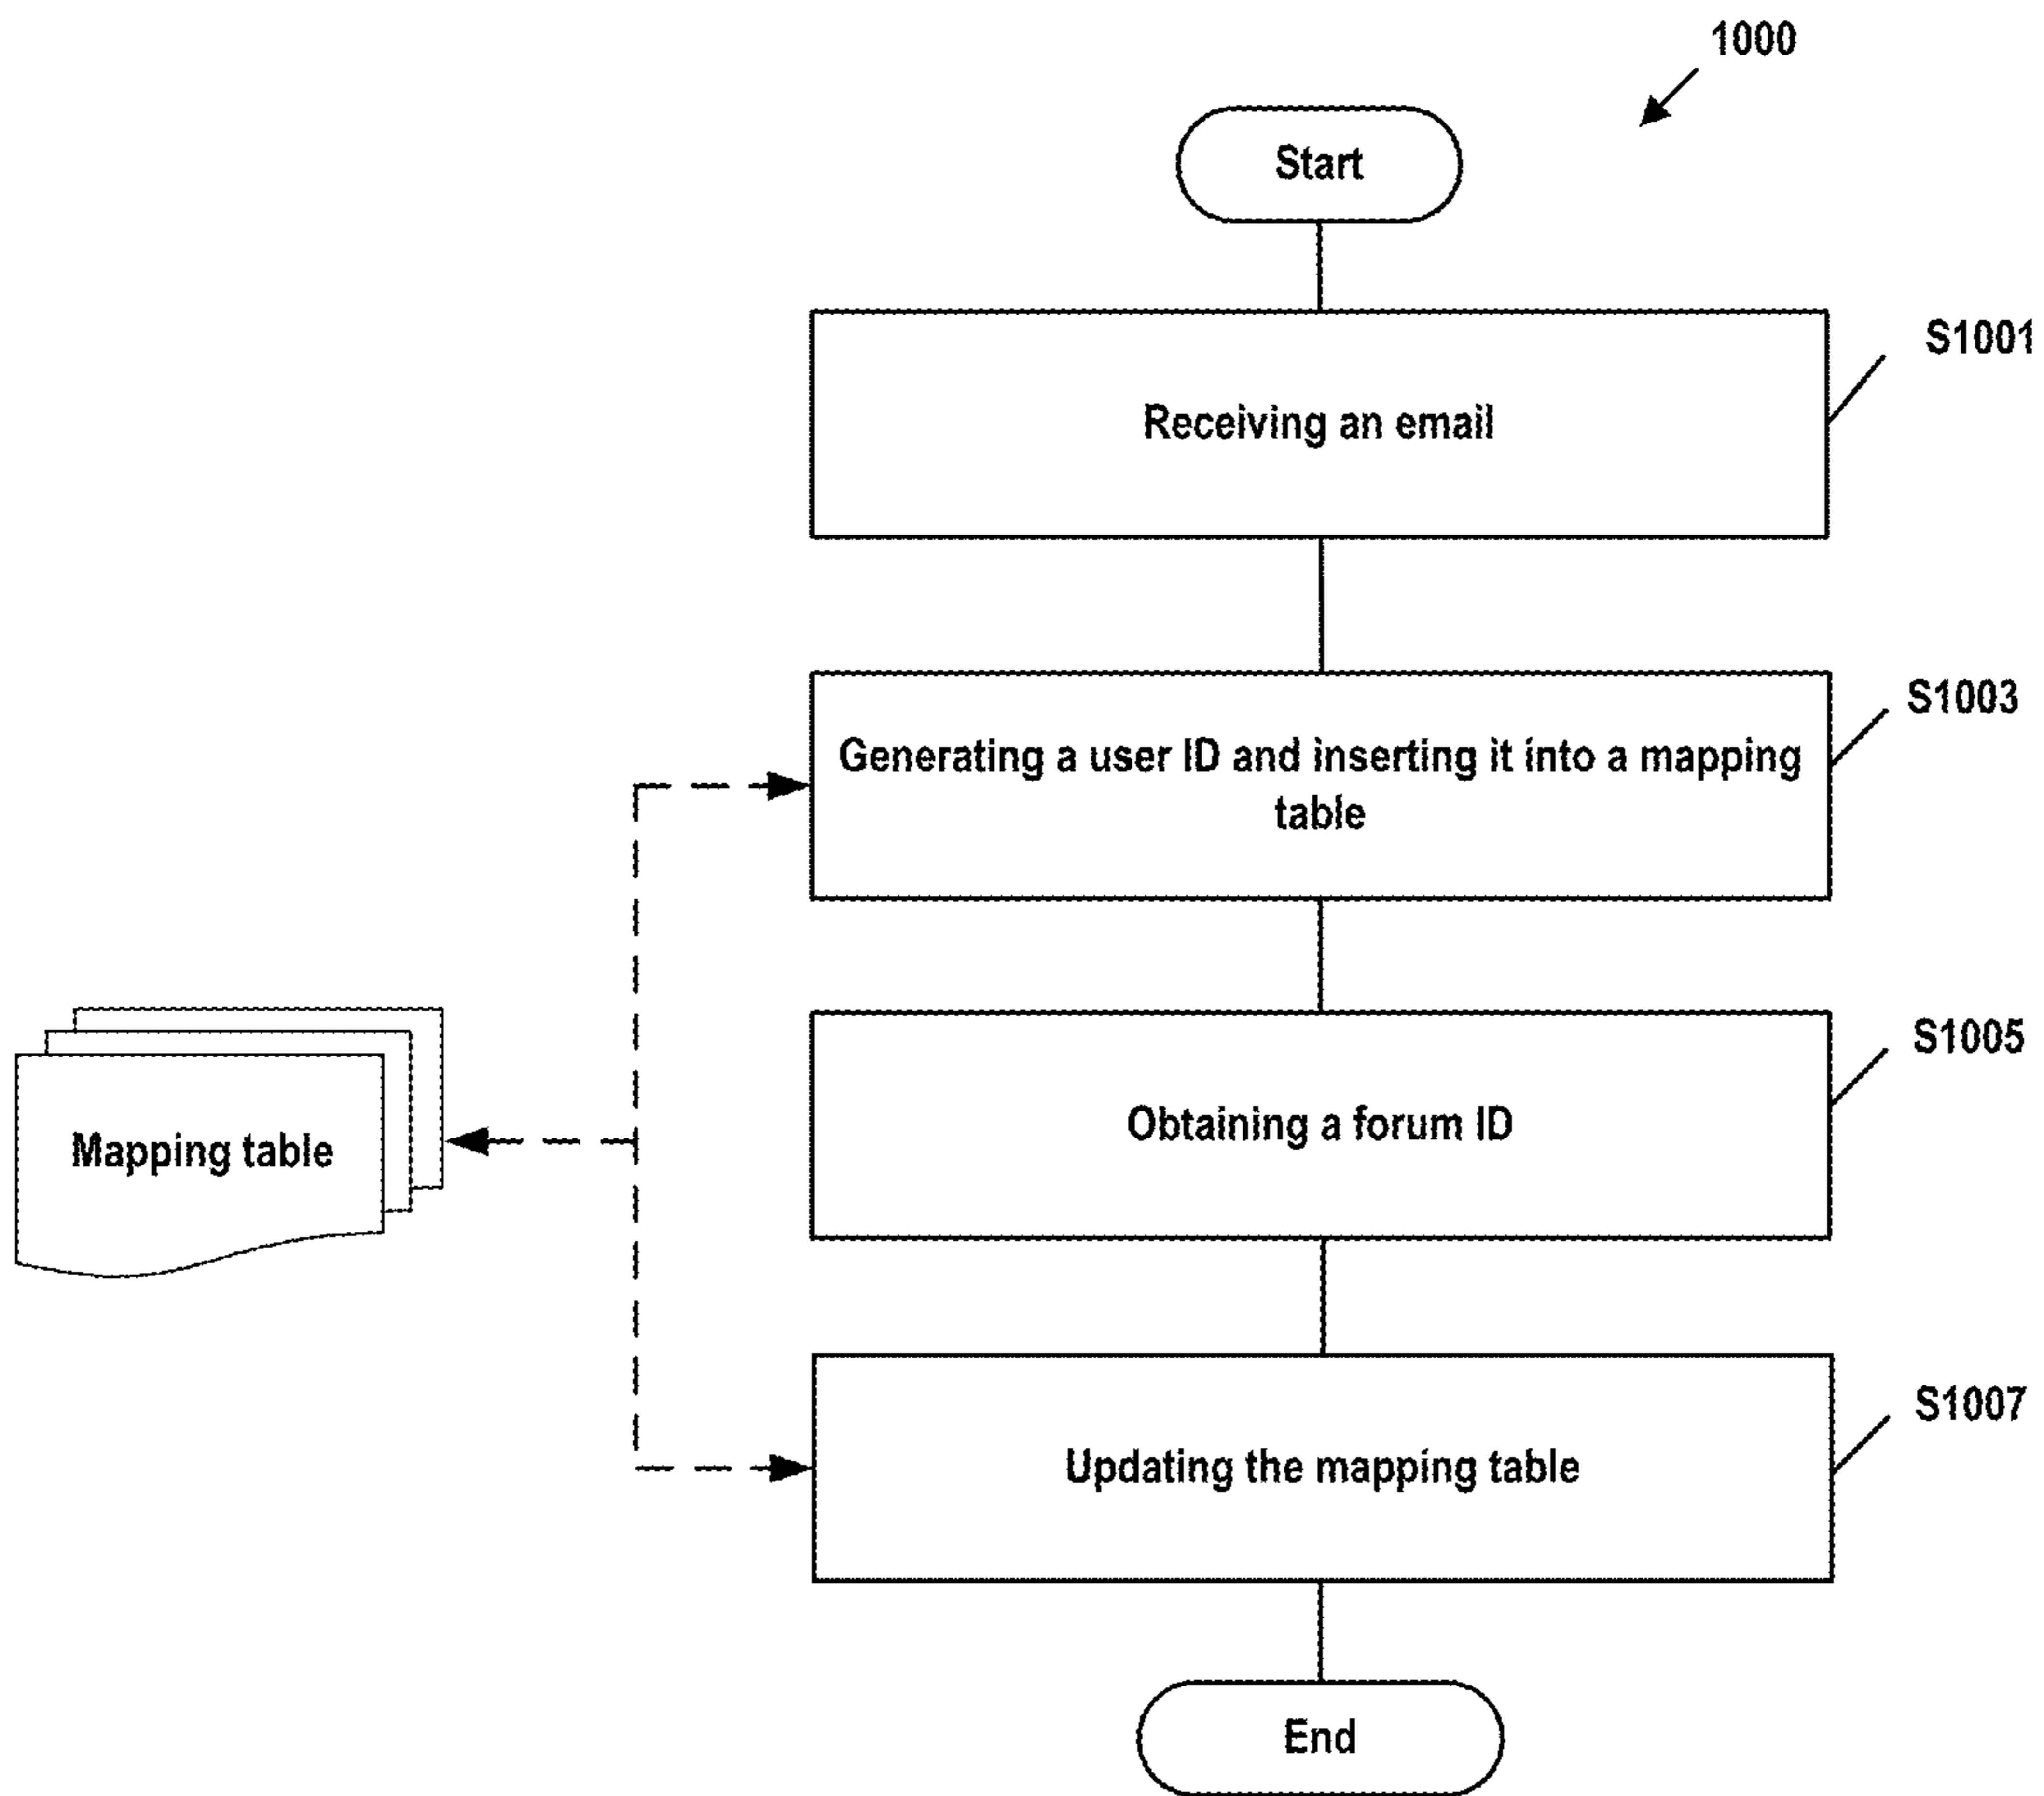 1000
Start
S1001
Receiving an email
S1003
Generating a user ID and inserting it into a mapping
table
S1005
Obtaining a forum ID
Mapping table
S1007
Updating the mapping table
End